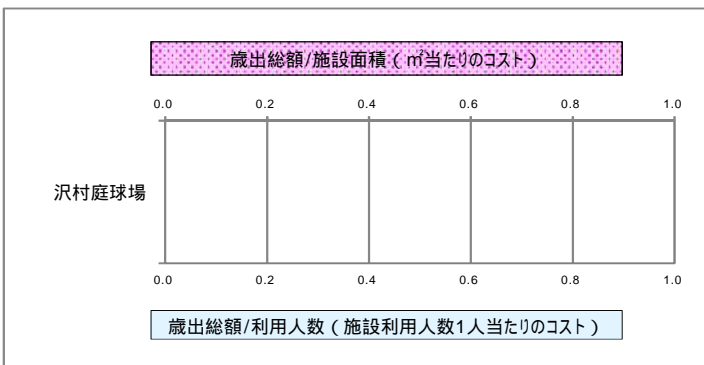 歳出総額/施設面積（㎡当たりのコスト）
0.0 0.2 0.4 0.6 0.8 1.0
沢村庭球場
0.0 0.2 0.4 0.6 0.8 1.0
歳出総額/利用人数（施設利用人数1人当たりのコスト）